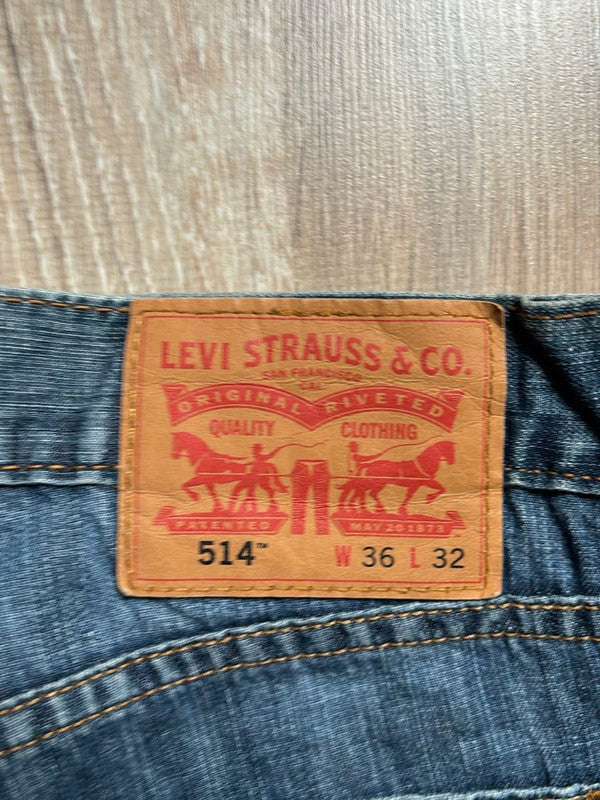 LEVI STRAUSS & CO.
SAN FRANCISCO
CAL.
ORIGINAL RIVETED
QUALITY CLOTHING
PATENTED MAY 20 1873
514™ W 36 L 32